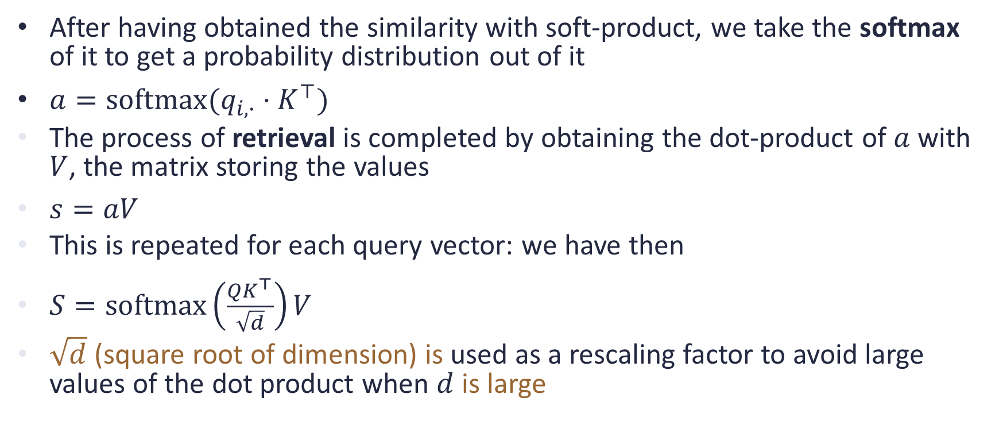 • After having obtained the similarity with soft-product, we take the softmax
of it to get a probability distribution out of it
• a = softmax(q_{i,·} · K^⊤)
• The process of retrieval is completed by obtaining the dot-product of a with
V, the matrix storing the values
• s = aV
• This is repeated for each query vector: we have then
• S = softmax(QK^⊤/√d)V
• √d (square root of dimension) is used as a rescaling factor to avoid large
values of the dot product when d is large